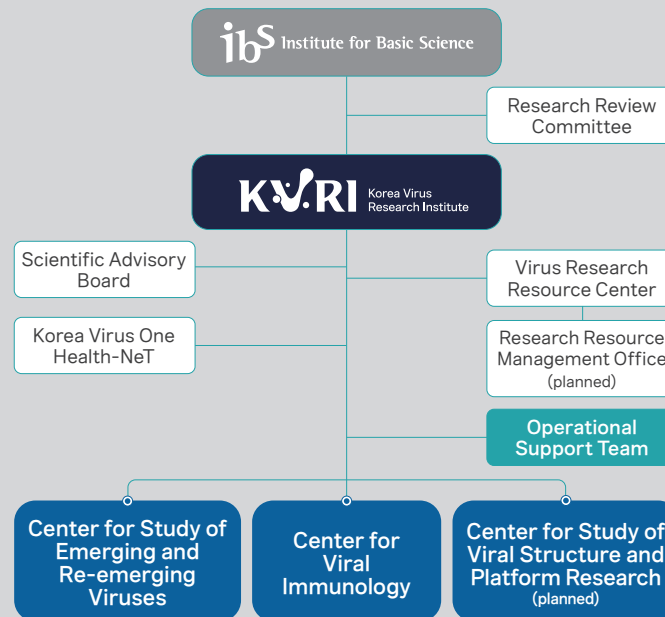 ibs Institute for Basic Science
Research Review
Committee
KVRI Korea Virus
Research Institute
Scientific Advisory
Board
Virus Research
Resource Center
Korea Virus One
Health-NeT
Research Resource
Management Office
(planned)
Operational
Support Team
Center for Study of
Emerging and
Re-emerging
Viruses
Center for
Viral
Immunology
Center for Study of
Viral Structure and
Platform Research
(planned)